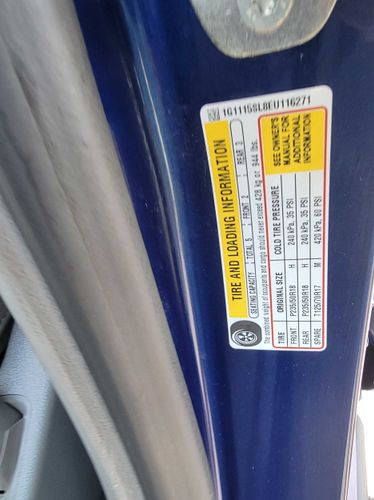 1G1115SL8EU116271
TIRE AND LOADING INFORMATION
SEATING CAPACITY TOTAL 5 FRONT 2 REAR 3
The combined weight of occupants and cargo should never exceed 428 kg or 944 lbs.
TIRE ORIGINAL SIZE COLD TIRE PRESSURE
FRONT P235/50R18 H 240 kPa, 35 PSI
REAR P235/50R18 H 240 kPa, 35 PSI
SPARE T125/70R17 M 420 kPa, 60 PSI
SEE OWNER'S
MANUAL FOR
ADDITIONAL
INFORMATION